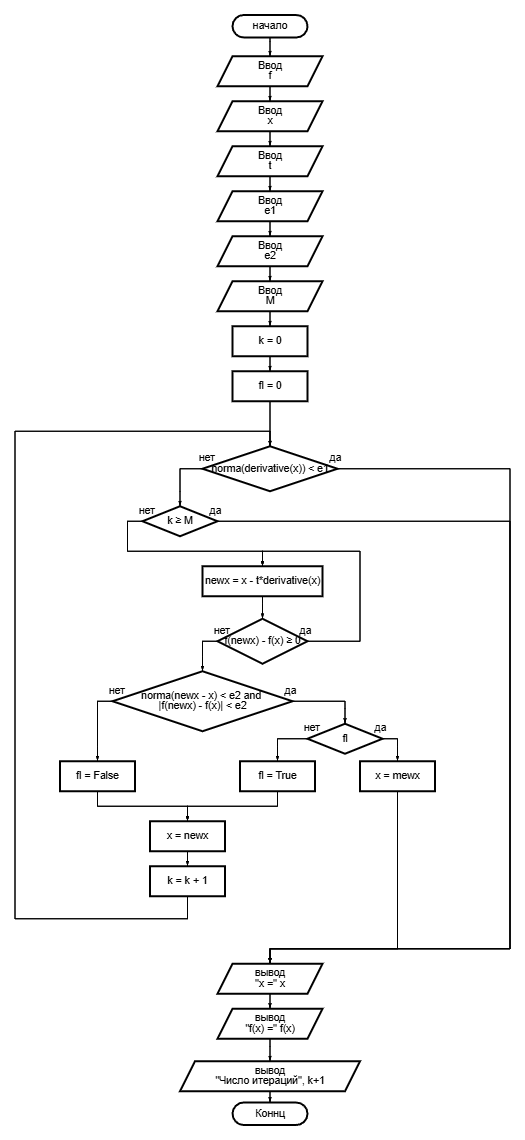 начало
Ввод
f
Ввод
x
Ввод
t
Ввод
e1
Ввод
e2
Ввод
M
k = 0
fl = 0
нет
да
norma(derivative(x)) < e1
нет
да
k ≥ M
newx = x - t*derivative(x)
нет
да
f(newx) - f(x) ≥ 0
нет
да
norma(newx - x) < e2 and
|f(newx) - f(x)| < e2
нет
да
fl
fl = False
fl = True
x = mewx
x = newx
k = k + 1
вывод
"x =" x
вывод
"f(x) =" f(x)
вывод
"Число итераций", k+1
Коннц